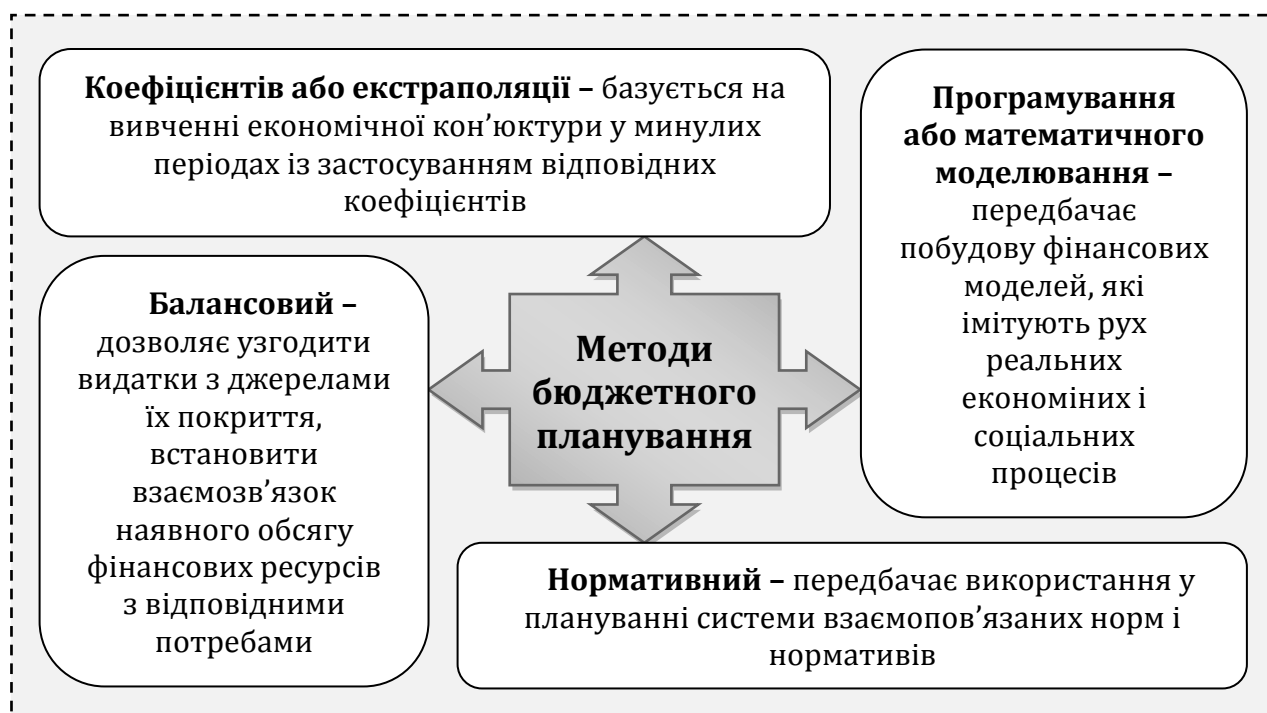 Коефіцієнтів або екстраполяції – базується на
вивченні економічної кон’юктури у минулих
періодах із застосуванням відповідних
коефіцієнтів
Програмування
або математичного
моделювання –
передбачає
побудову фінансових
моделей, які
імітують рух
реальних
економіних і
соціальних
процесів
Балансовий –
дозволяє узгодити
видатки з джерелами
їх покриття,
встановити
взаємозв’язок
наявного обсягу
фінансових ресурсів
з відповідними
потребами
Методи
бюджетного
планування
Нормативний – передбачає використання у
плануванні системи взаємопов’язаних норм і
нормативів